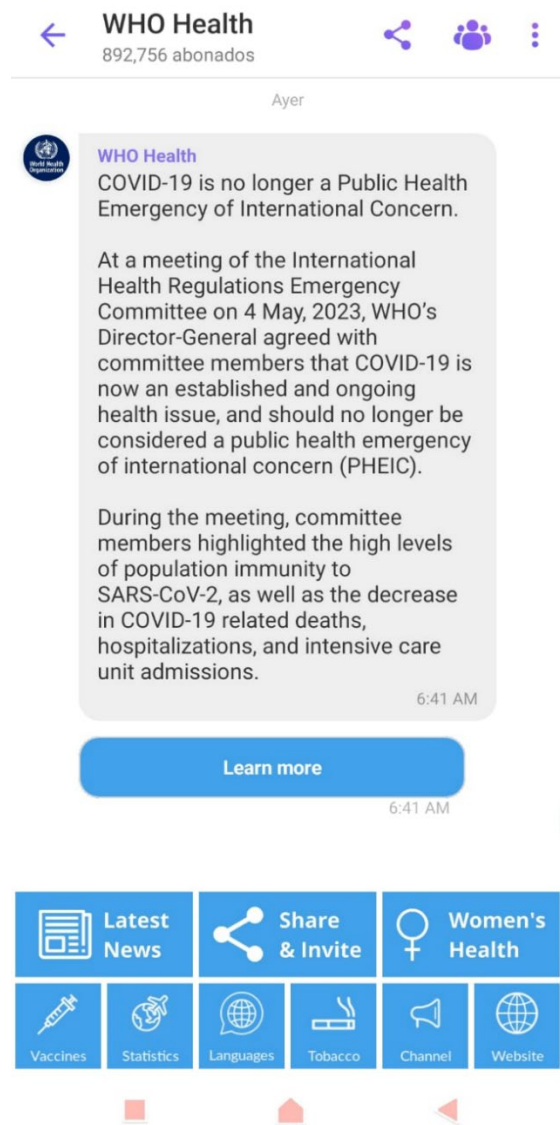 WHO Health
892,756 abonados
Ayer
World Health
Organization
WHO Health
COVID-19 is no longer a Public Health
Emergency of International Concern.
At a meeting of the International
Health Regulations Emergency
Committee on 4 May, 2023, WHO’s
Director-General agreed with
committee members that COVID-19 is
now an established and ongoing
health issue, and should no longer be
considered a public health emergency
of international concern (PHEIC).
During the meeting, committee
members highlighted the high levels
of population immunity to
SARS-CoV-2, as well as the decrease
in COVID-19 related deaths,
hospitalizations, and intensive care
unit admissions.
6:41 AM
Learn more
6:41 AM
Latest
News
Share
& Invite
Women's
Health
Vaccines
Statistics
Languages
Tobacco
Channel
Website